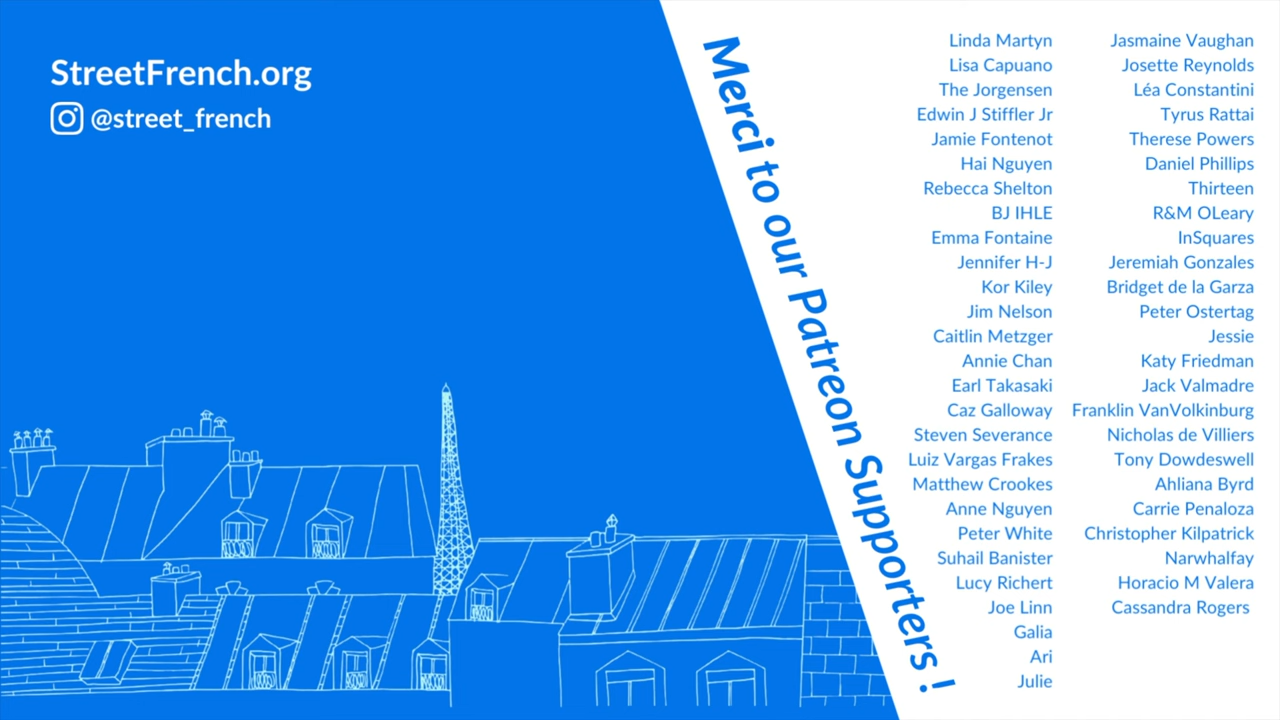 StreetFrench.org
@street_french
Merci to our Patreon Supporters !
Linda Martyn
Lisa Capuano
The Jorgensen
Edwin J Stiffler Jr
Jamie Fontenot
Hai Nguyen
Rebecca Shelton
BJ IHLE
Emma Fontaine
Jennifer H-J
Kor Kiley
Jim Nelson
Caitlin Metzger
Annie Chan
Earl Takasaki
Caz Galloway
Steven Severance
Luiz Vargas Frakes
Matthew Crookes
Anne Nguyen
Peter White
Suhail Banister
Lucy Richert
Joe Linn
Galia
Ari
Julie
Jasmaine Vaughan
Josette Reynolds
Léa Constantini
Tyrus Rattai
Therese Powers
Daniel Phillips
Thirteen
R&M OLeary
InSquares
Jeremiah Gonzales
Bridget de la Garza
Peter Ostertag
Jessie
Katy Friedman
Jack Valmadre
Franklin VanVolkinburg
Nicholas de Villiers
Tony Dowdeswell
Ahliana Byrd
Carrie Penaloza
Christopher Kilpatrick
Narwhalfay
Horacio M Valera
Cassandra Rogers